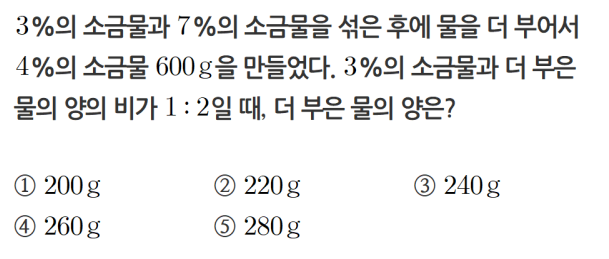 3%의 소금물과 7%의 소금물을 섞은 후에 물을 더 부어서
4%의 소금물 600g을 만들었다. 3%의 소금물과 더 부은
물의 양의 비가 1 : 2일 때, 더 부은 물의 양은?
① 200g ② 220g ③ 240g
④ 260g ⑤ 280g